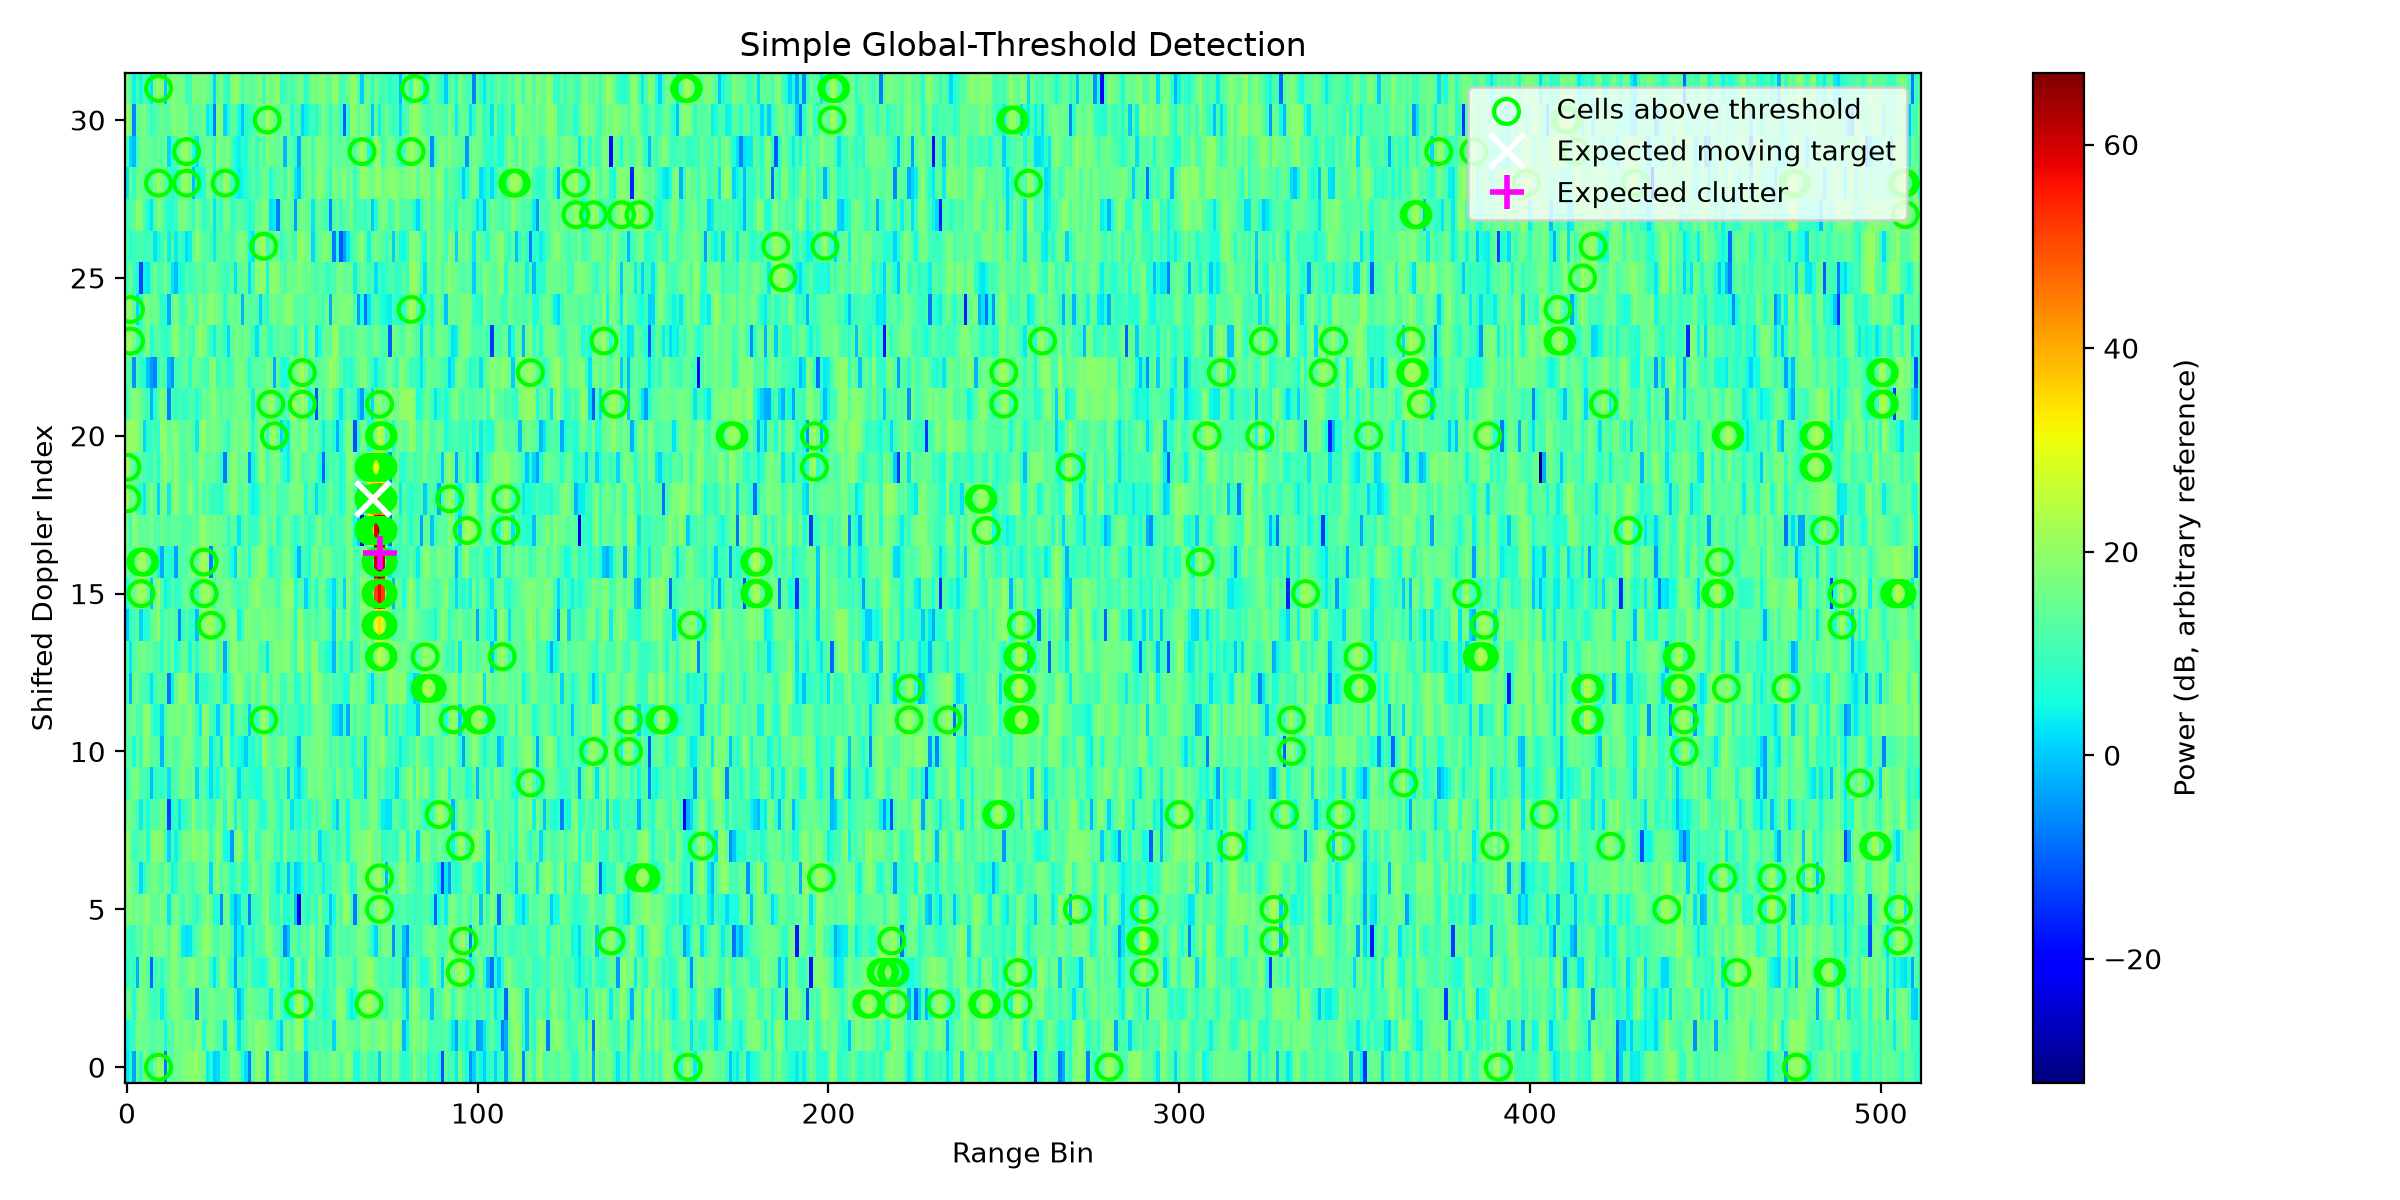 Simple Global-Threshold Detection
Cells above threshold
Expected moving target
Expected clutter
Shifted Doppler Index
30
25
20
15
10
5
0
0
100
200
300
400
500
Range Bin
60
40
20
0
−20
Power (dB, arbitrary reference)